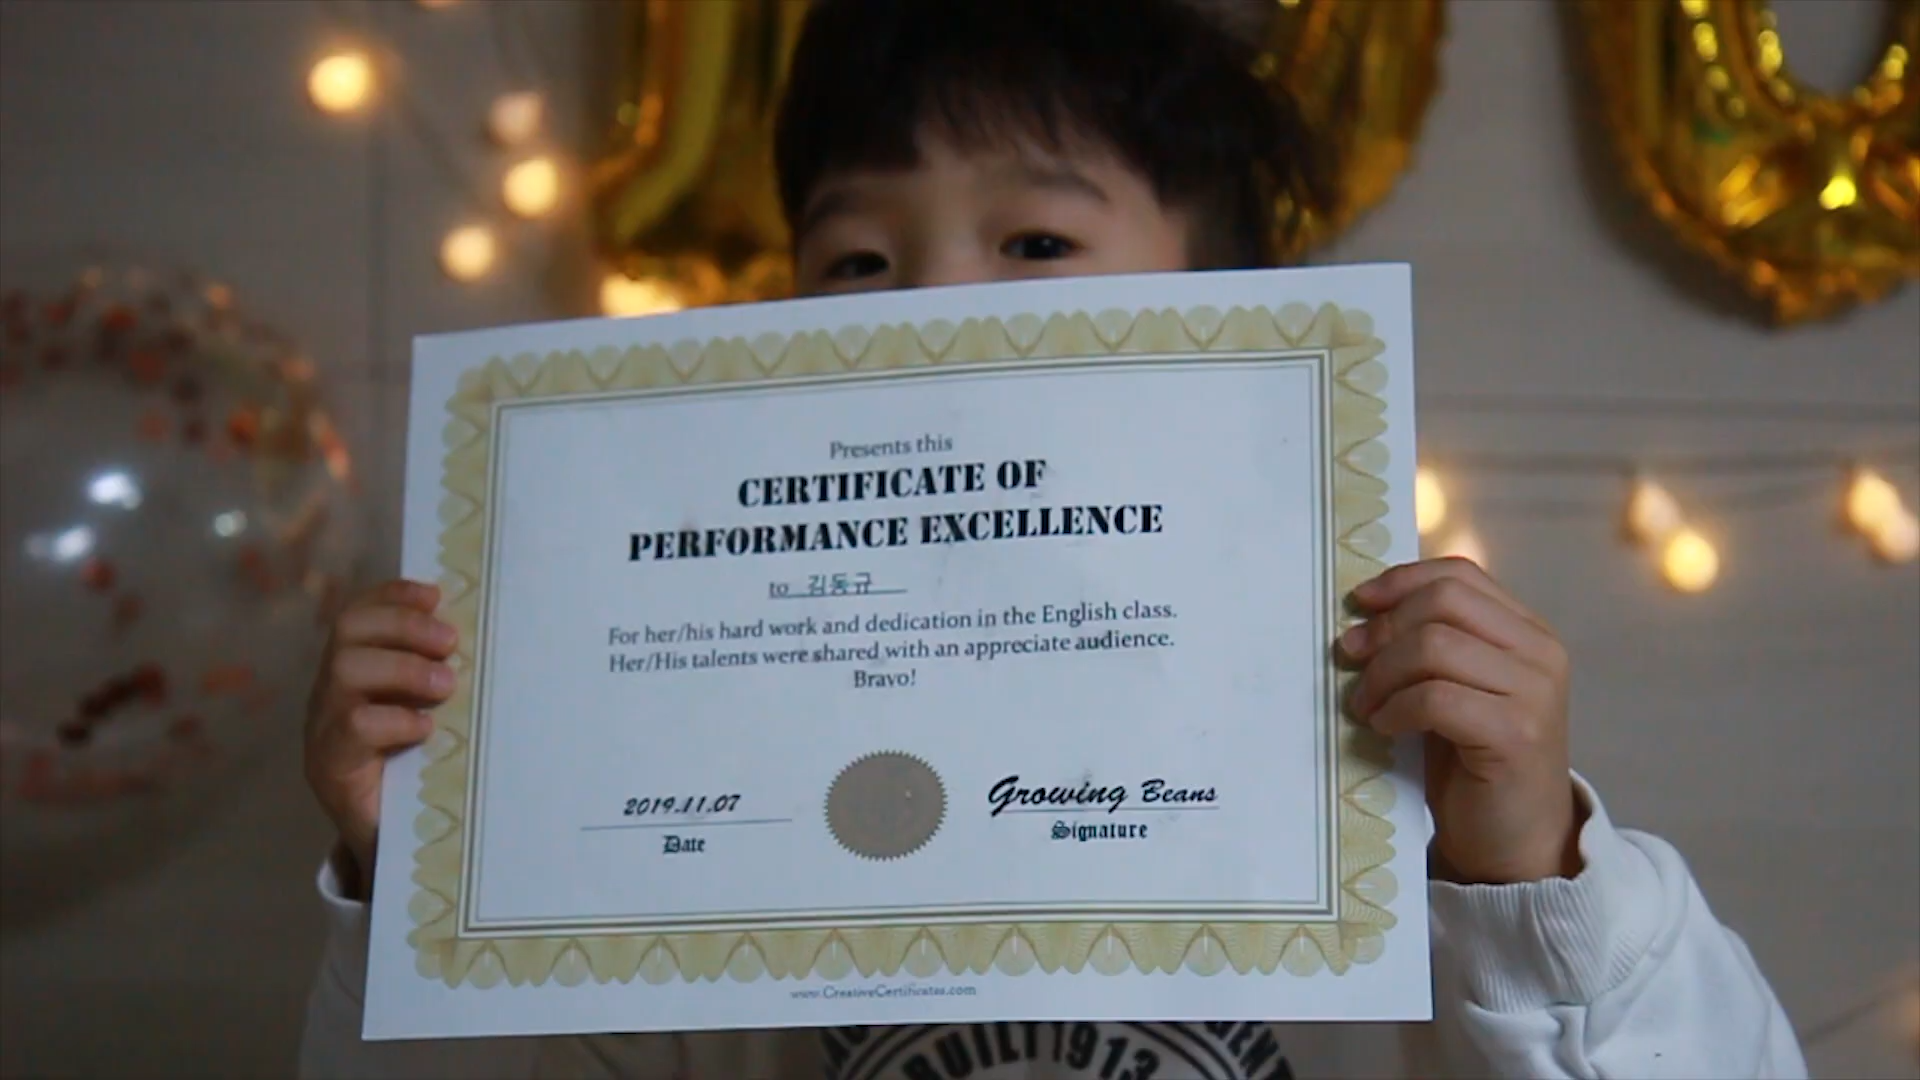 Presents this
CERTIFICATE OF
PERFORMANCE EXCELLENCE
to 김동규
For her/his hard work and dedication in the English class.
Her/His talents were shared with an appreciate audience.
Bravo!
2019.11.07
Date
Growing Beans
Signature
www.CreativeCertificates.com
BUILT 1913